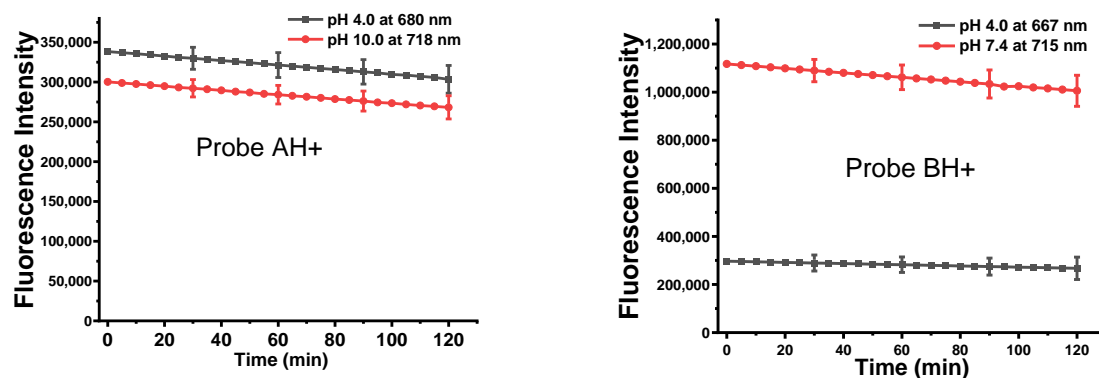 pH 4.0 at 680 nm
pH 10.0 at 718 nm
350,000
300,000
250,000
200,000
150,000
100,000
50,000
0
Fluorescence Intensity
Probe AH+
0 20 40 60 80 100 120
Time (min)
pH 4.0 at 667 nm
pH 7.4 at 715 nm
1,200,000
1,000,000
800,000
600,000
400,000
200,000
0
Fluorescence Intensity
Probe BH+
0 20 40 60 80 100 120
Time (min)